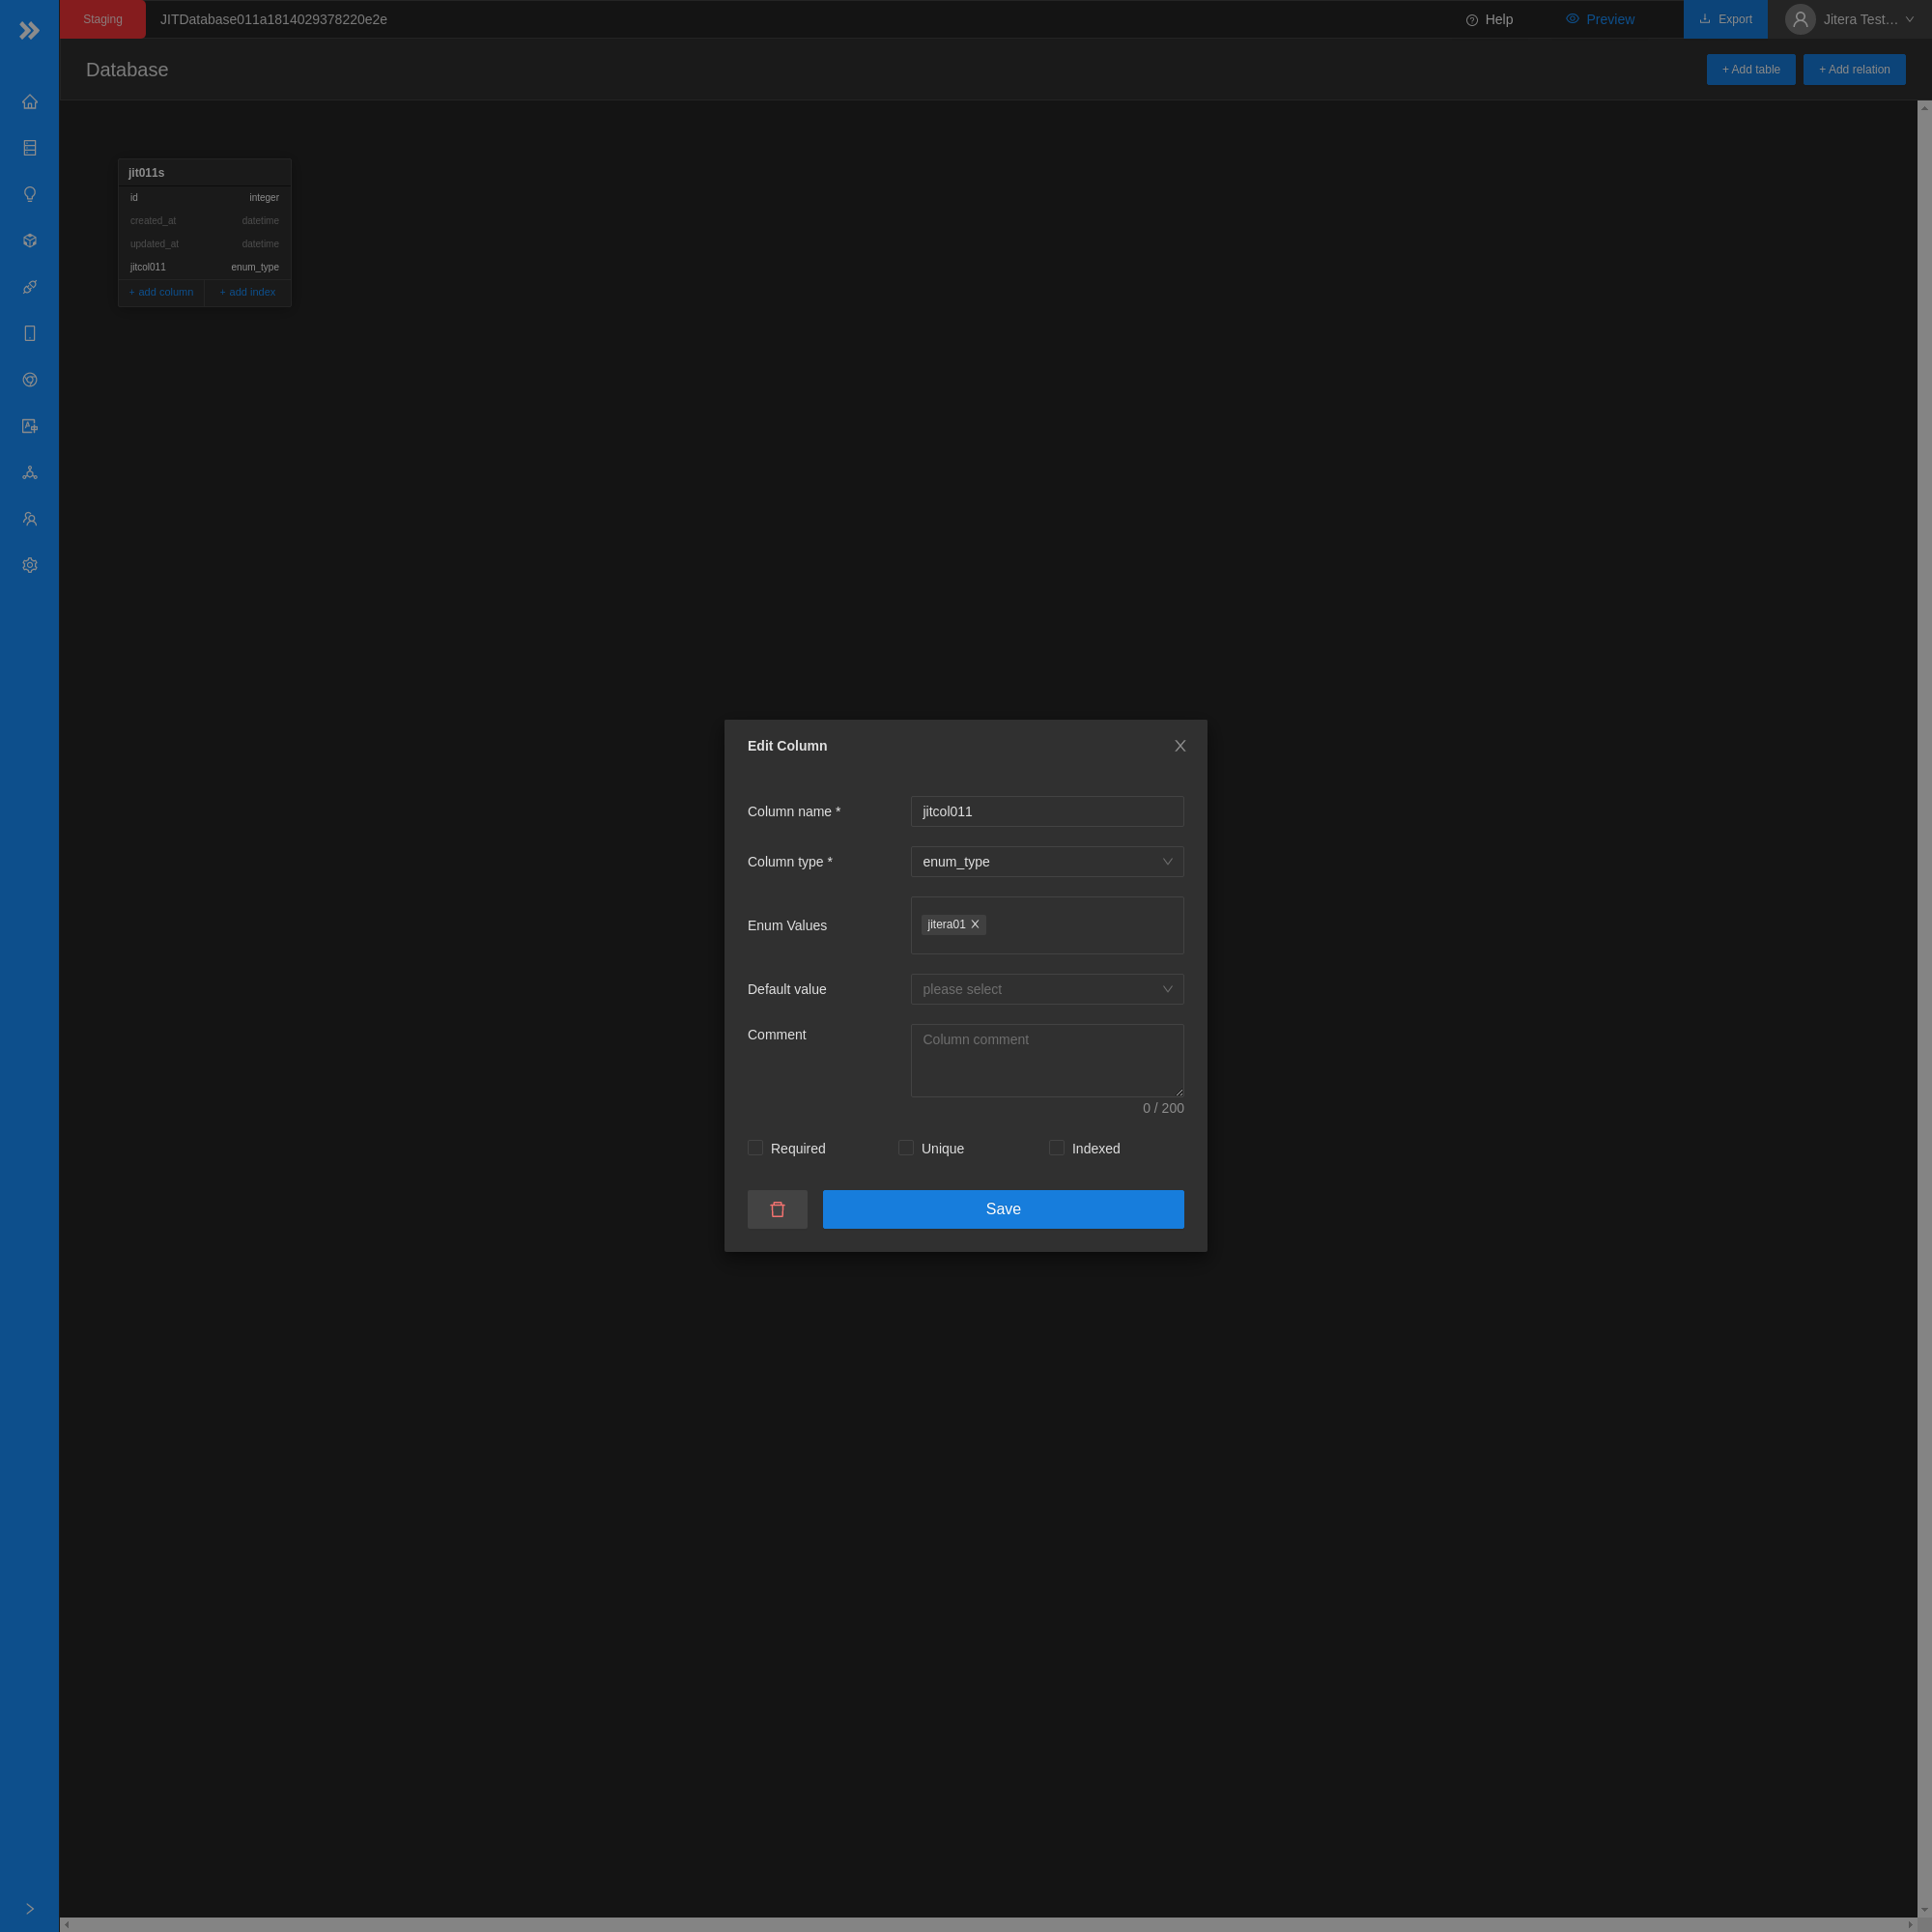 Staging
JITDatabase011a1814029378220e2e
Help
Preview
Export
Jitera Test…
Database
+ Add table
+ Add relation
jit011s
id integer
created_at datetime
updated_at datetime
jitcol011 enum_type
+ add column + add index
Edit Column
Column name * jitcol011
Column type * enum_type
Enum Values jitera01
Default value please select
Comment Column comment
0 / 200
Required Unique Indexed
Save